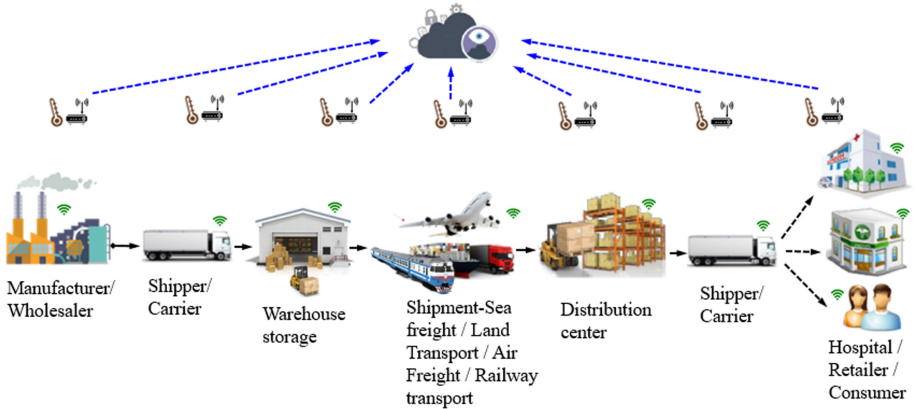 Manufacturer/
Wholesaler
Shipper/
Carrier
Warehouse
storage
Shipment-Sea
freight / Land
Transport / Air
Freight / Railway
transport
Distribution
center
Shipper/
Carrier
Hospital /
Retailer /
Consumer